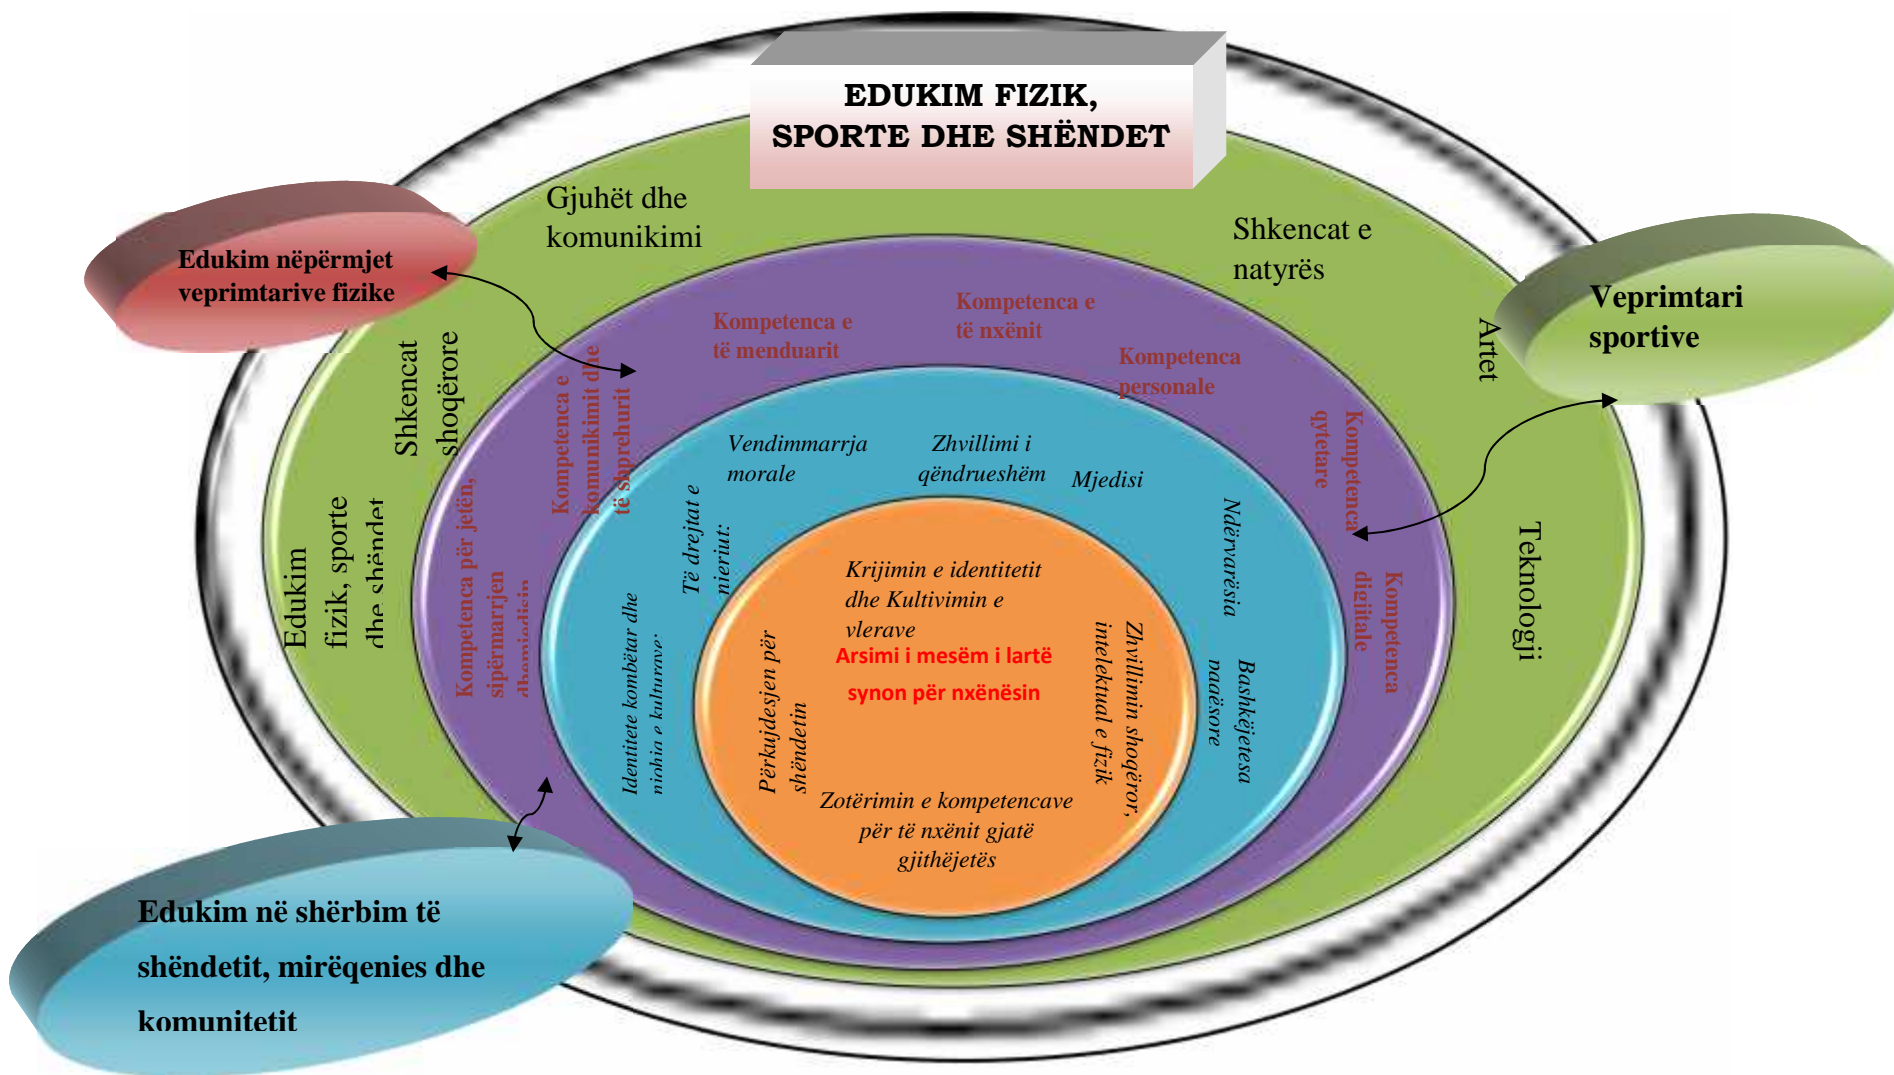 EDUKIM FIZIK,
SPORTE DHE SHËNDET
Gjuhët dhe
komunikimi
Shkencat e
natyrës
Edukim nëpërmjet
veprimtarive fizike
Veprimtari
sportive
Artet
Shkencat
shoqërore
Edukim
fizik, sporte
dhe shëndet
Teknologji
Kompetenca e
të menduarit
Kompetenca e
të nxënit
Kompetenca
personale
Kompetenca e
komunikimit dhe
të shprehurit
Kompetenca
qytetare
Kompetenca për jetën,
sipërmarrjen
Kompetenca
digjitale
Vendimmarrja
morale
Zhvillimi i
qëndrueshëm
Mjedisi
Të drejtat e
njeriut:
Ndërvarësia
Identitete kombëtar dhe
Bashkëjetesa
paqësore
Krijimin e identitetit
dhe Kultivimin e
vlerave
Arsimi i mesëm i lartë
synon për nxënësin
Përkujdesjen për
shëndetin
Zhvillimin shoqëror,
intelektual e fizik
Zotërimin e kompetencave
për të nxënit gjatë
gjithëjetës
Edukim në shërbim të
shëndetit, mirëqenies dhe
komunitetit